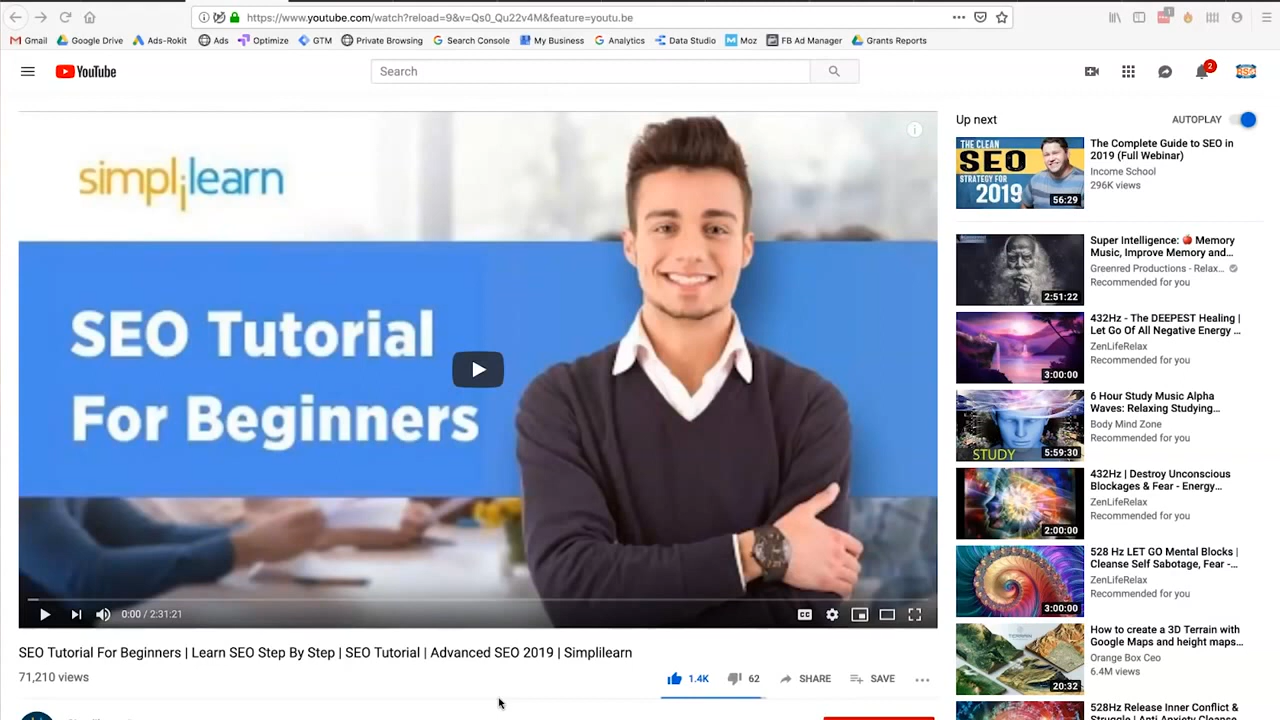 https://www.youtube.com/watch?reload=9&v=Qs0_Qu22v4M&feature=youtu.be
Gmail Google Drive Ads-Rokit Ads Optimize GTM Private Browsing Search Console My Business Analytics Data Studio Moz FB Ad Manager Grants Reports
YouTube
Search
2
simplilearn
SEO Tutorial
For Beginners
0:00 / 2:31:21
CC
SEO Tutorial For Beginners | Learn SEO Step By Step | SEO Tutorial | Advanced SEO 2019 | Simplilearn
71,210 views
1.4K 62 SHARE SAVE
Up next AUTOPLAY
THE CLEAN
SEO
STRATEGY FOR
2019
56:29
The Complete Guide to SEO in
2019 (Full Webinar)
Income School
296K views
2:51:22
Super Intelligence: 🍎 Memory
Music, Improve Memory and...
Greenred Productions - Relax...
Recommended for you
3:00:00
432Hz - The DEEPEST Healing |
Let Go Of All Negative Energy ...
ZenLifeRelax
Recommended for you
STUDY
5:59:30
6 Hour Study Music Alpha
Waves: Relaxing Studying...
Body Mind Zone
Recommended for you
2:00:00
432Hz | Destroy Unconscious
Blockages & Fear - Energy...
ZenLifeRelax
Recommended for you
3:00:00
528 Hz LET GO Mental Blocks |
Cleanse Self Sabotage, Fear -...
ZenLifeRelax
Recommended for you
20:32
How to create a 3D Terrain with
Google Maps and height maps...
Orange Box Ceo
6.4M views
528Hz Release Inner Conflict &
Struggle | Anti Anxiety Cleanse